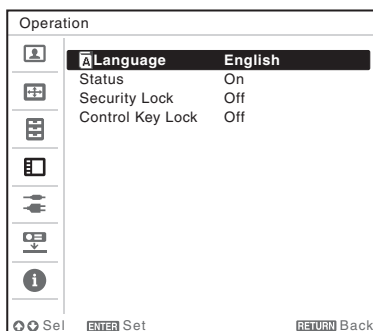 Operation
A Language English
Status On
Security Lock Off
Control Key Lock Off
Sel ENTER Set RETURN Back